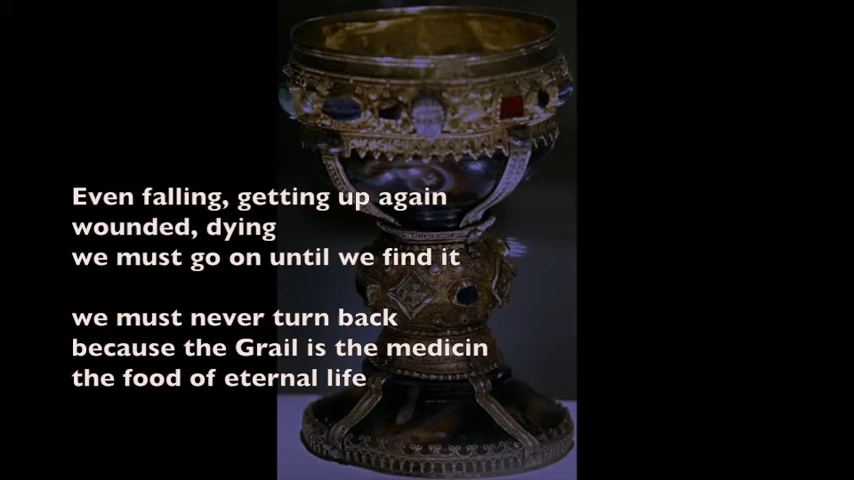 Even falling, getting up again
wounded, dying
we must go on until we find it
we must never turn back
because the Grail is the medicin
the food of eternal life